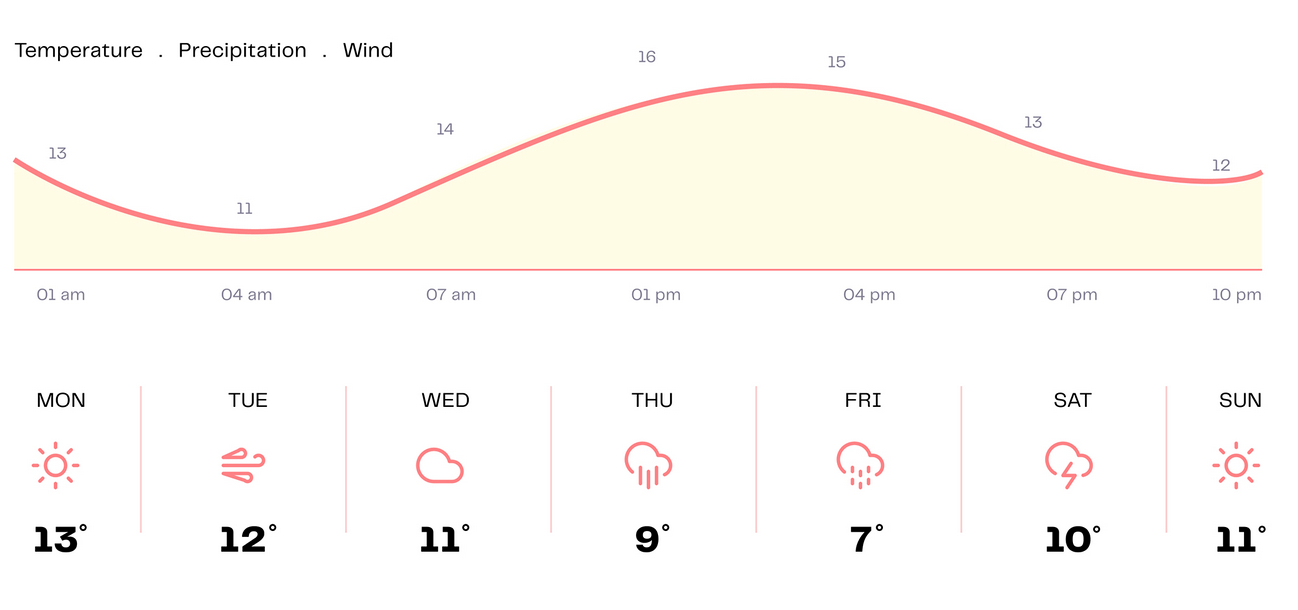 Temperature . Precipitation . Wind
16
15
14
13
13
12
11
01 am 04 am 07 am 01 pm 04 pm 07 pm 10 pm
MON TUE WED THU FRI SAT SUN
13° 12° 11° 9° 7° 10° 11°